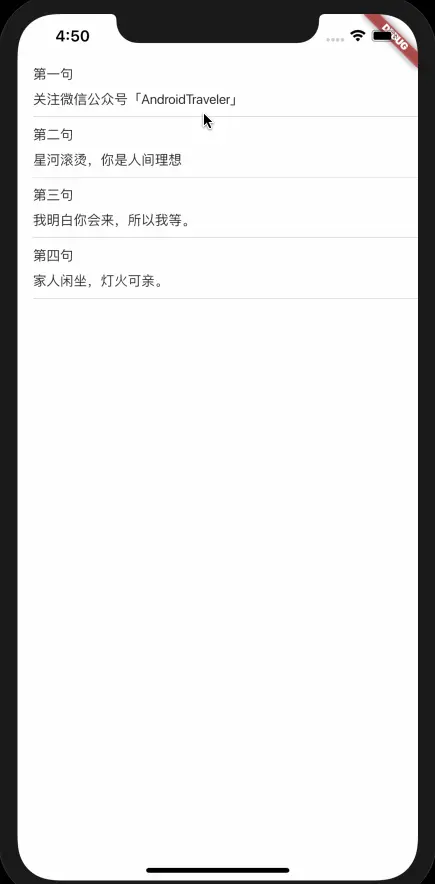 4:50
DEBUG
第一句
关注微信公众号「AndroidTraveler」
第二句
星河滚烫，你是人间理想
第三句
我明白你会来，所以我等。
第四句
家人闲坐，灯火可亲。